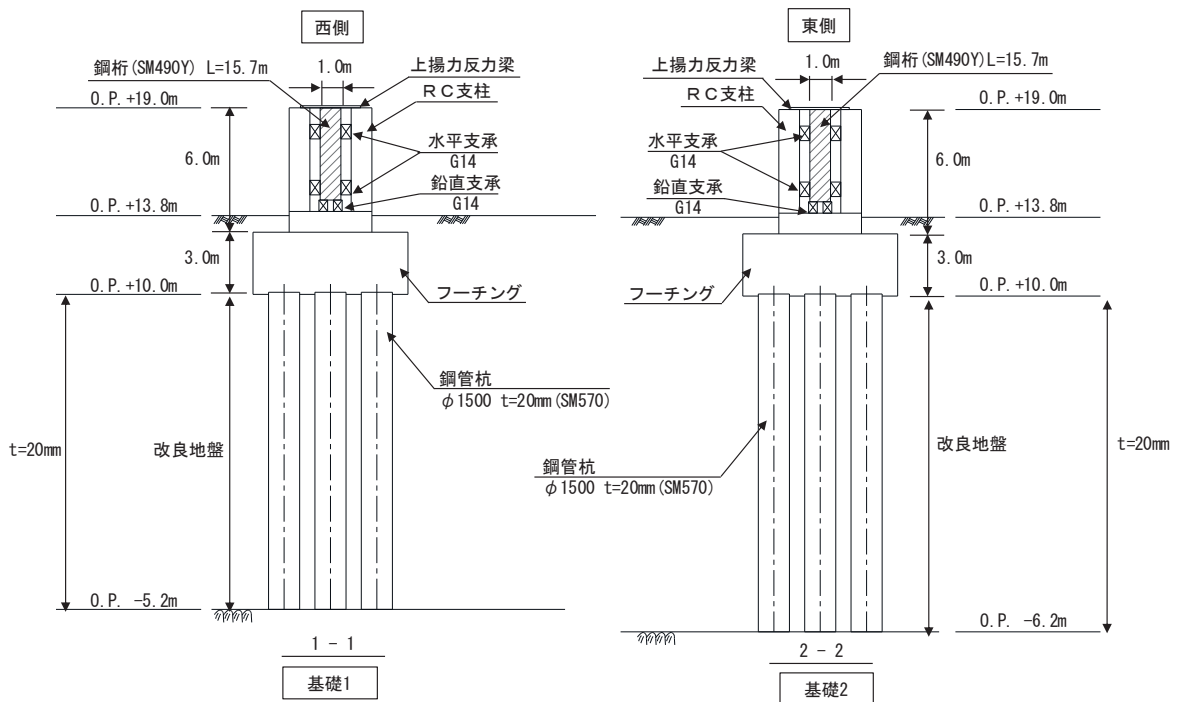 西側
鋼桁(SM490Y) L=15.7m
1.0m
上揚力反力梁
O.P. +19.0m
RC支柱
6.0m
水平支承
G14
鉛直支承
G14
O.P. +13.8m
3.0m
O.P. +10.0m
フーチング
鋼管杭
φ1500 t=20mm(SM570)
t=20mm
改良地盤
O.P. -5.2m
1 - 1
基礎1
東側
鋼桁(SM490Y)L=15.7m
1.0m
上揚力反力梁
O.P. +19.0m
RC支柱
水平支承
G14
6.0m
鉛直支承
G14
O.P. +13.8m
3.0m
O.P. +10.0m
フーチング
改良地盤
t=20mm
鋼管杭
φ1500 t=20mm(SM570)
O.P. -6.2m
2 - 2
基礎2